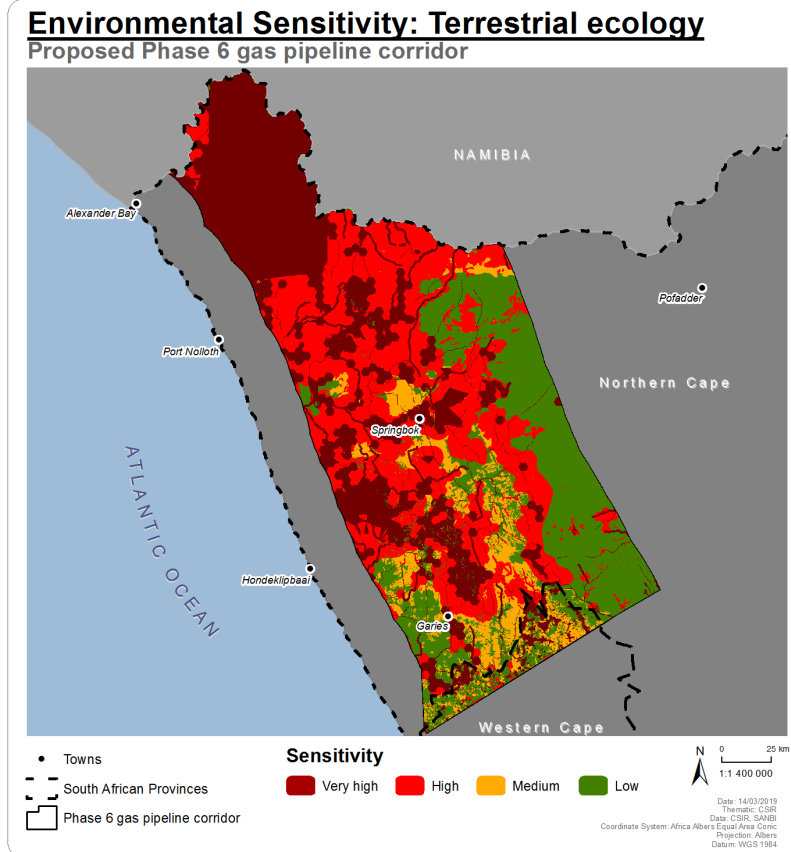 Environmental Sensitivity: Terrestrial ecology
Proposed Phase 6 gas pipeline corridor
NAMIBIA
Alexander Bay
Pofadder
Port Nolloth
Northern Cape
Springbok
ATLANTIC OCEAN
Hondeklipbaai
Garies
Western Cape
Towns
South African Provinces
Phase 6 gas pipeline corridor
Sensitivity
Very high
High
Medium
Low
N
0 25 km
1:1 400 000
Date: 14/03/2019
Thematic: CSIR
Data: CSIR, SANBI
Coordinate System: Africa Albers Equal Area Conic
Projection: Albers
Datum: WGS 1984